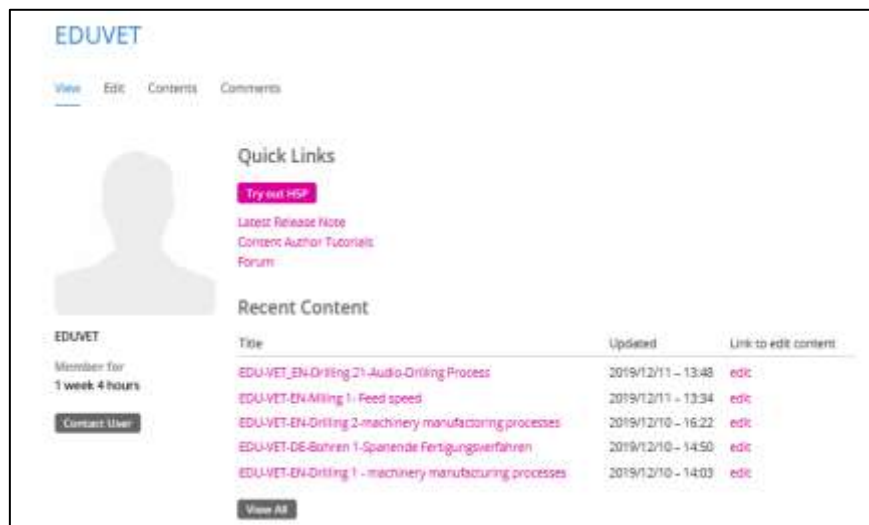 EDUVET
View Edit Contents Comments
Quick Links
Try out H5P
Latest Release Note
Content Author Tutorials
Forum
Recent Content
EDUVET
Member for
1 week 4 hours
Contact User
Title Updated Link to edit content
EDU-VET_EN-Drilling 21-Audio-Drilling Process 2019/12/11 – 13:48 edit
EDU-VET-EN-Milling 1- Feed speed 2019/12/11 – 13:34 edit
EDU-VET-EN-Drilling 2-machinery manufactoring processes 2019/12/10 – 16:22 edit
EDU-VET-DE-Bohren 1-Spanende Fertigungsverfahren 2019/12/10 – 14:50 edit
EDU-VET-EN-Drilling 1 - machinery manufacturing processes 2019/12/10 – 14:03 edit
View All